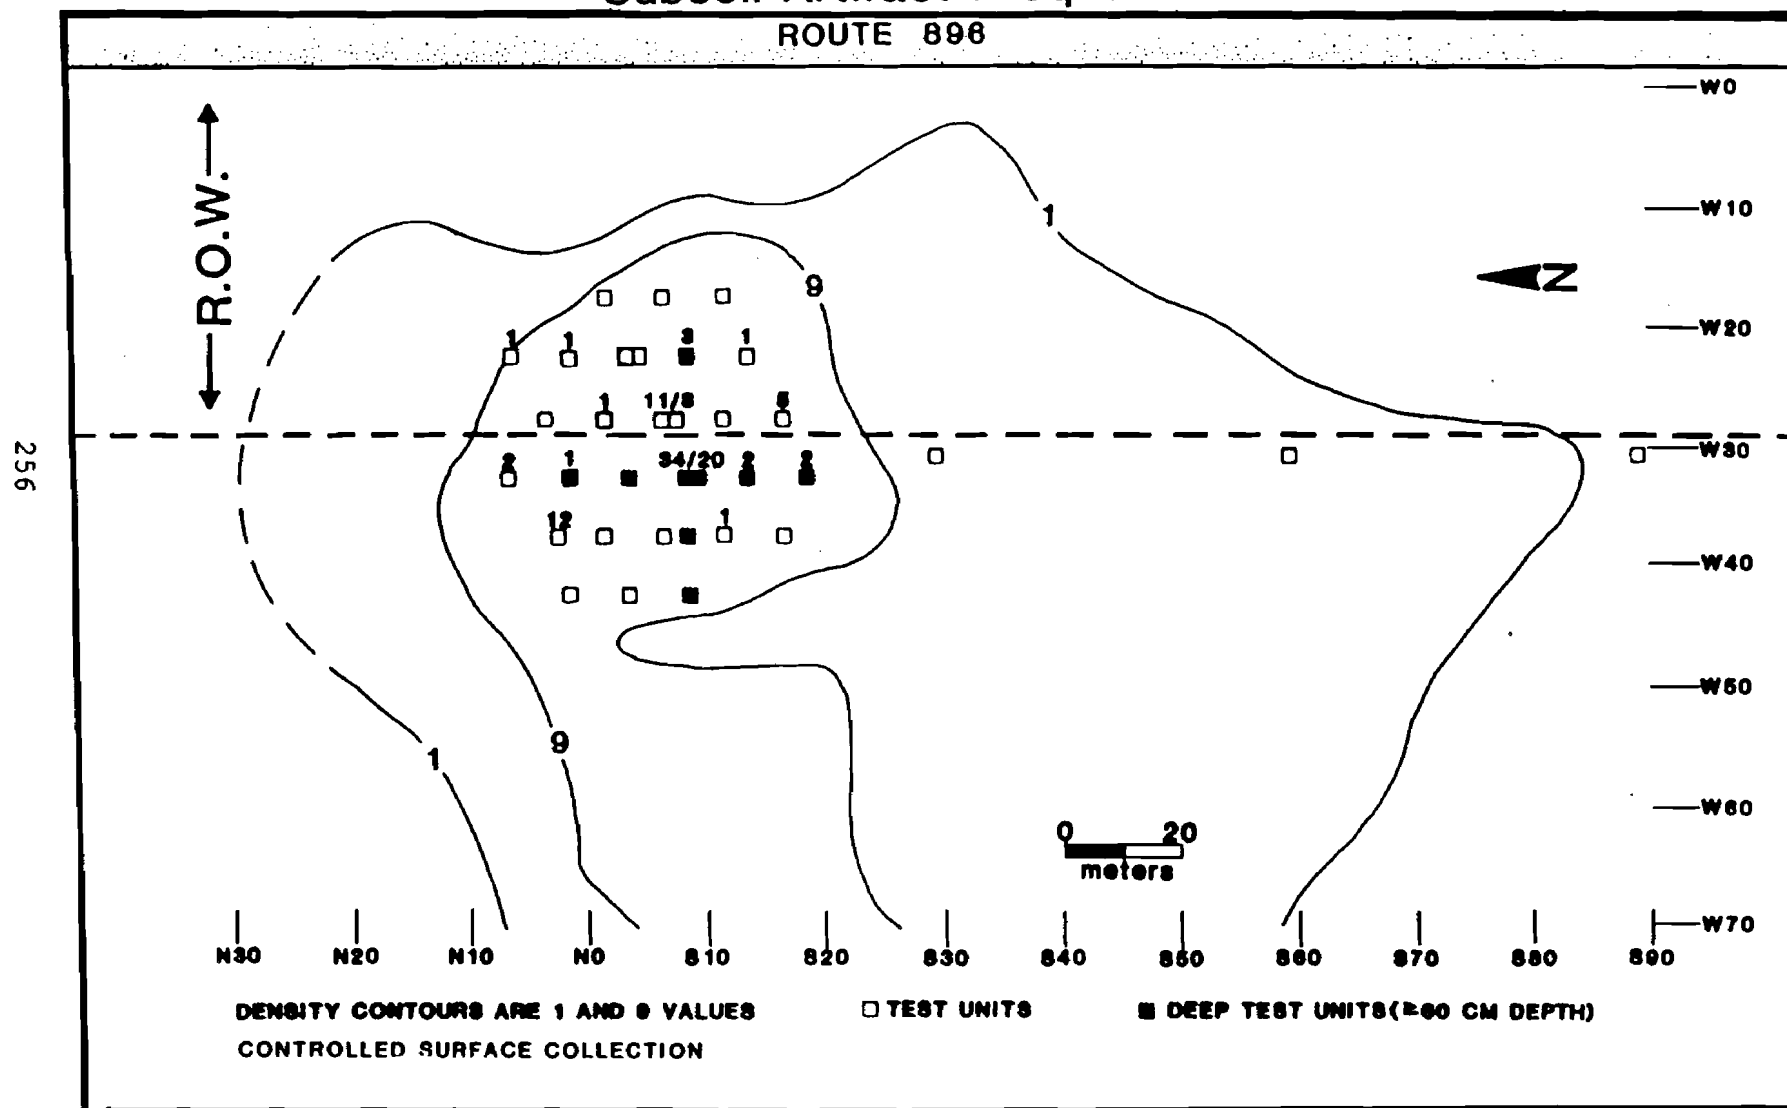 ROUTE 898
W0
R.O.W.
W10
1
N
9
W20
1 1 3 1
1 11/8 5
W30
2 1 34/20 2 2
12 1
256
W40
W50
9
1
W60
0 20
meters
W70
N30 N20 N10 N0 S10 S20 S30 S40 S50 S60 S70 S80 S90
DENSITY CONTOURS ARE 1 AND 9 VALUES
TEST UNITS
DEEP TEST UNITS(≥60 CM DEPTH)
CONTROLLED SURFACE COLLECTION